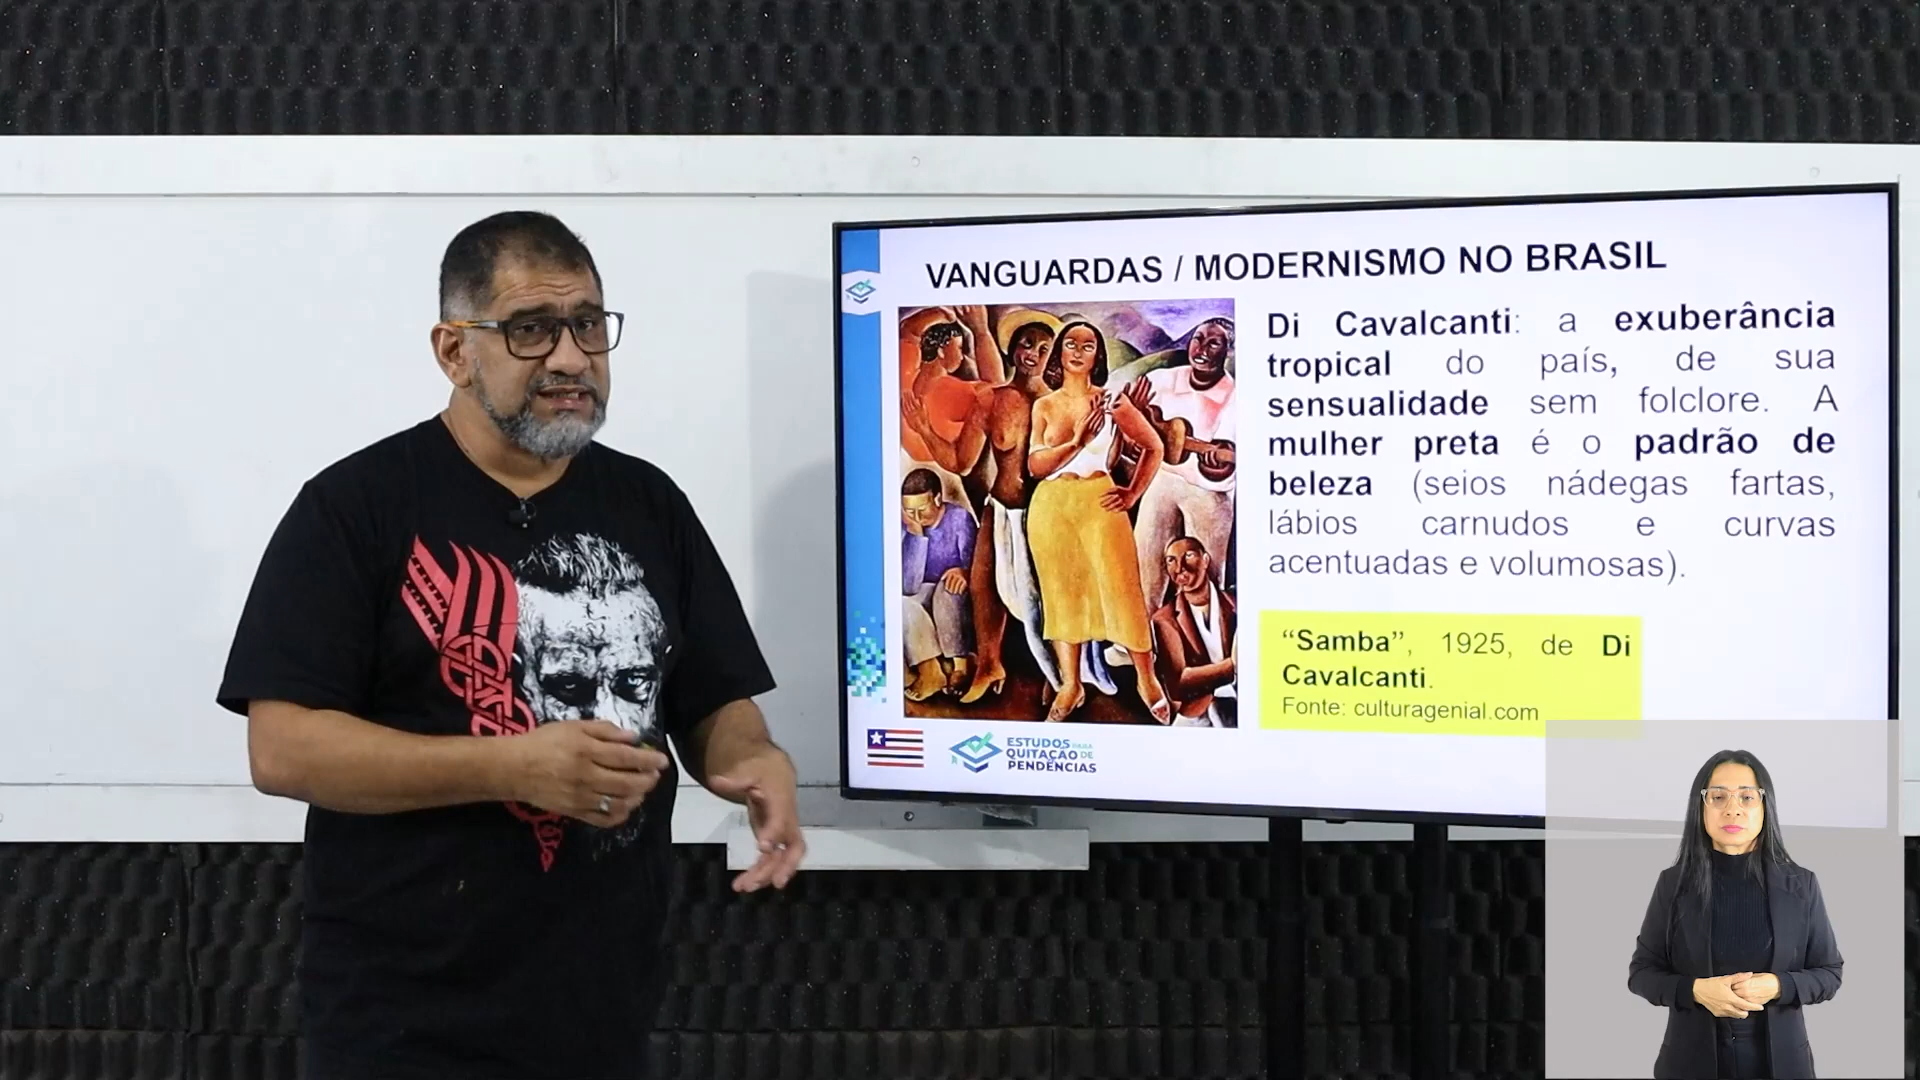 VANGUARDAS / MODERNISMO NO BRASIL
Di Cavalcanti: a exuberância
tropical do país, de sua
sensualidade sem folclore. A
mulher preta é o padrão de
beleza (seios nádegas fartas,
lábios carnudos e curvas
acentuadas e volumosas).
“Samba”, 1925, de Di
Cavalcanti.
Fonte: culturagenial.com
ESTUDOS PARA
QUITAÇÃO DE
PENDÊNCIAS